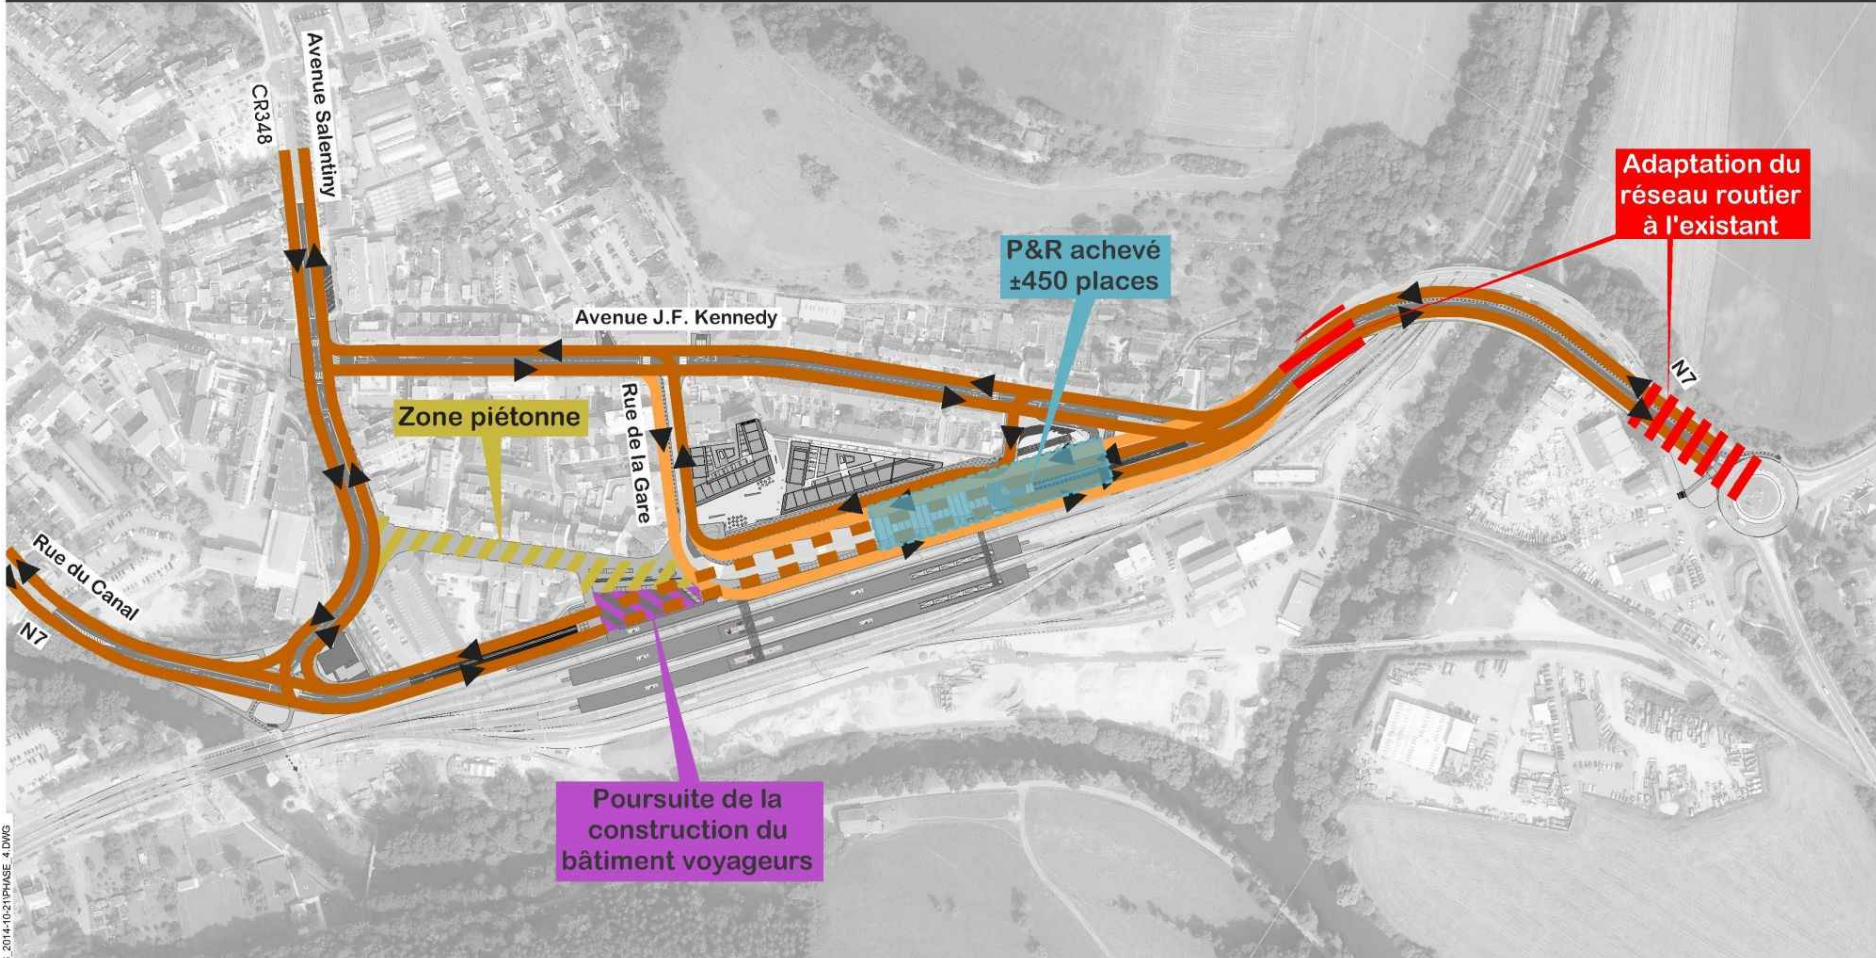 Avenue Salentiny
CR348
Adaptation du
réseau routier
à l'existant
P&R achevé
±450 places
Avenue J.F. Kennedy
N7
Zone piétonne
Rue de la Gare
Rue du Canal
N7
Poursuite de la
construction du
bâtiment voyageurs
_2014-10-21\PHASE_4.DWG